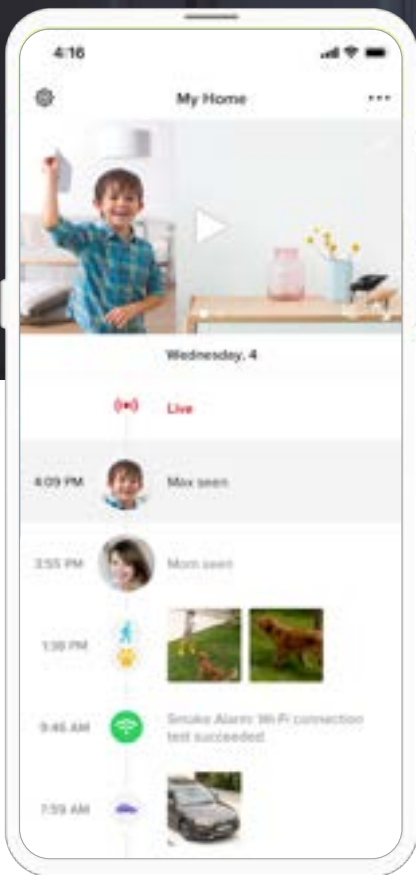 4:16
My Home
Wednesday. 4
Live
4:09 PM
Max seen
3:55 PM
Mom seen
1:38 PM
9:46 AM
Smoke Alarm: Wi-Fi connection
test succeeded
7:59 AM